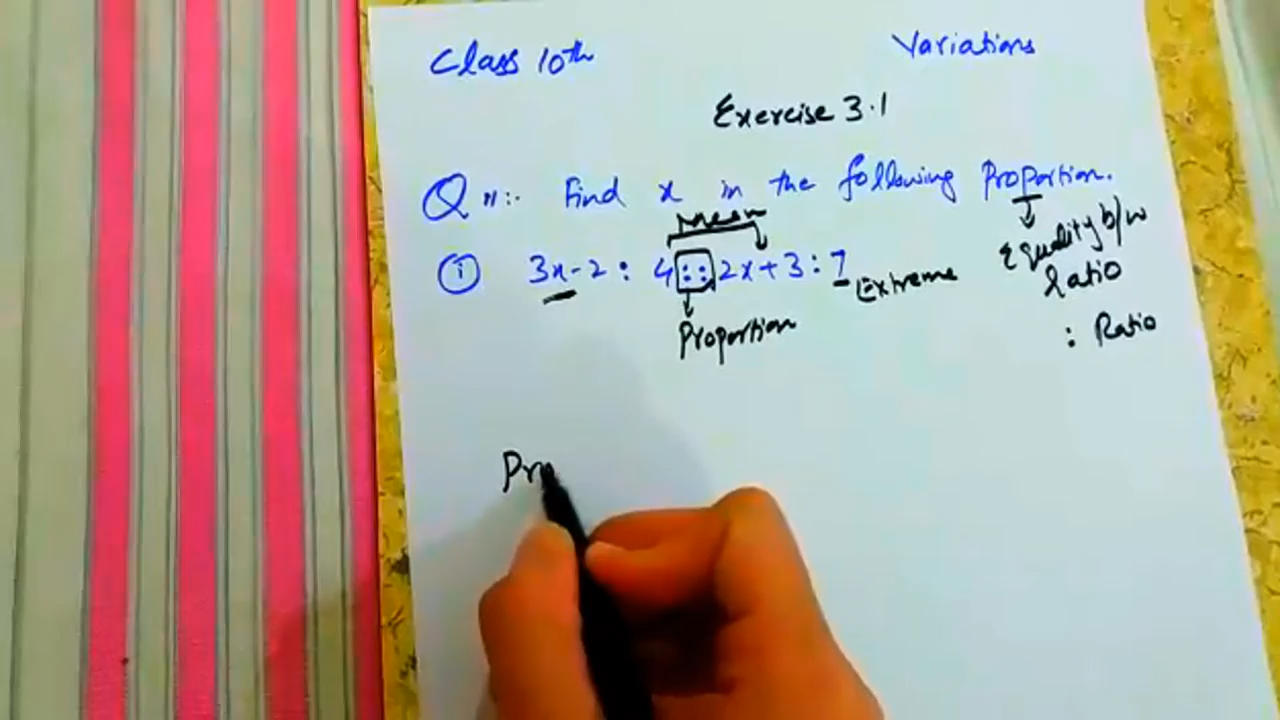 Class 10th
Variations
Exercise 3.1
Q ":. Find x in the following Proportion.
Mean
Equality b/w
ratio
(i) 3x-2 : 4 :: 2x+3 : 7
Extreme
Proportion
: Ratio
Pr